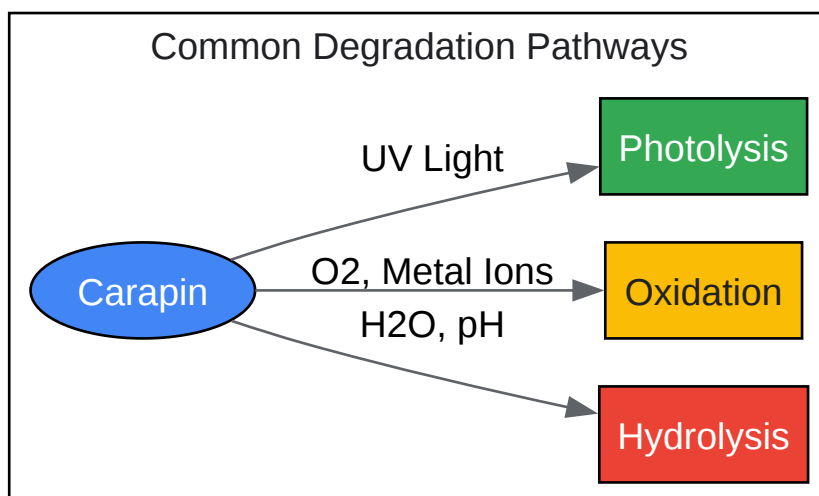 Common Degradation Pathways
UV Light
Photolysis
Carapin
O2, Metal Ions
Oxidation
H2O, pH
Hydrolysis